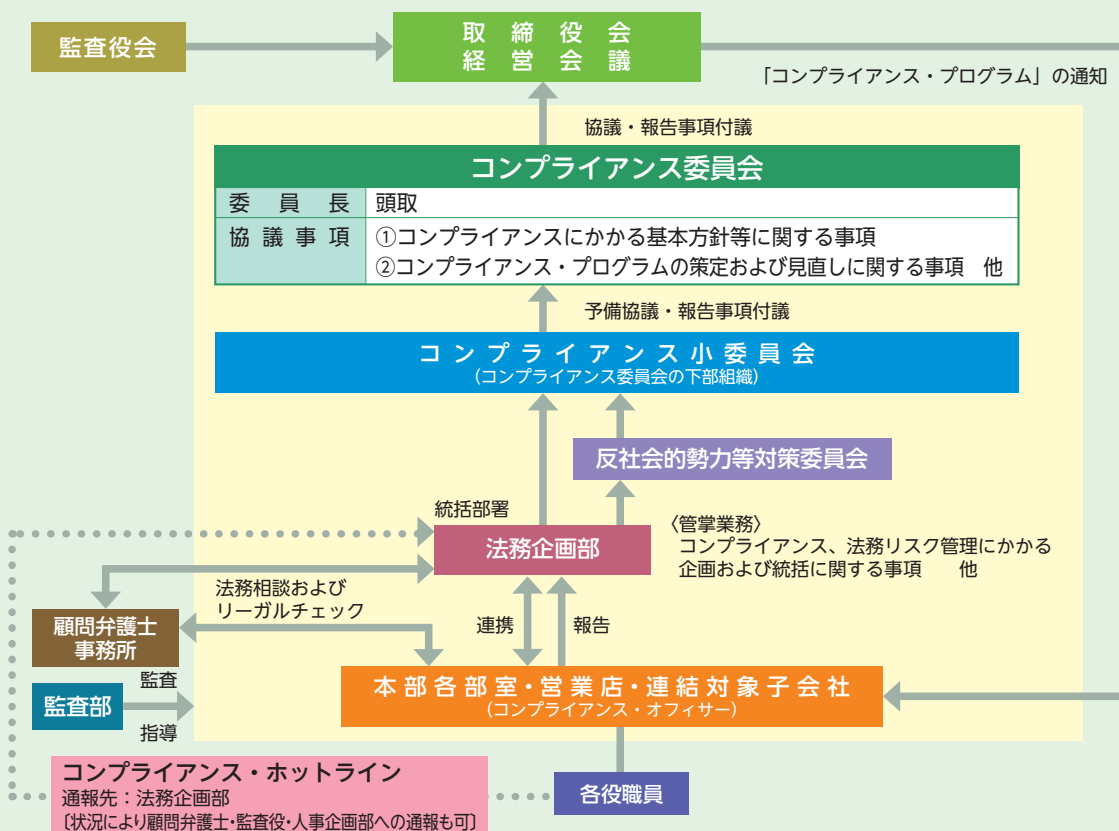 監査役会
取締役会
経営会議
「コンプライアンス・プログラム」の通知
協議・報告事項付議
コンプライアンス委員会
委員長 頭取
協議事項 ①コンプライアンスにかかる基本方針等に関する事項
②コンプライアンス・プログラムの策定および見直しに関する事項　他
予備協議・報告事項付議
コンプライアンス小委員会
(コンプライアンス委員会の下部組織)
反社会的勢力等対策委員会
統括部署
法務企画部
〈管掌業務〉
コンプライアンス、法務リスク管理にかかる
企画および統括に関する事項　他
法務相談および
リーガルチェック
顧問弁護士
事務所
連携
報告
本部各部室・営業店・連結対象子会社
(コンプライアンス・オフィサー)
監査
監査部
指導
コンプライアンス・ホットライン
通報先：法務企画部
〔状況により顧問弁護士・監査役・人事企画部への通報も可〕
各役職員